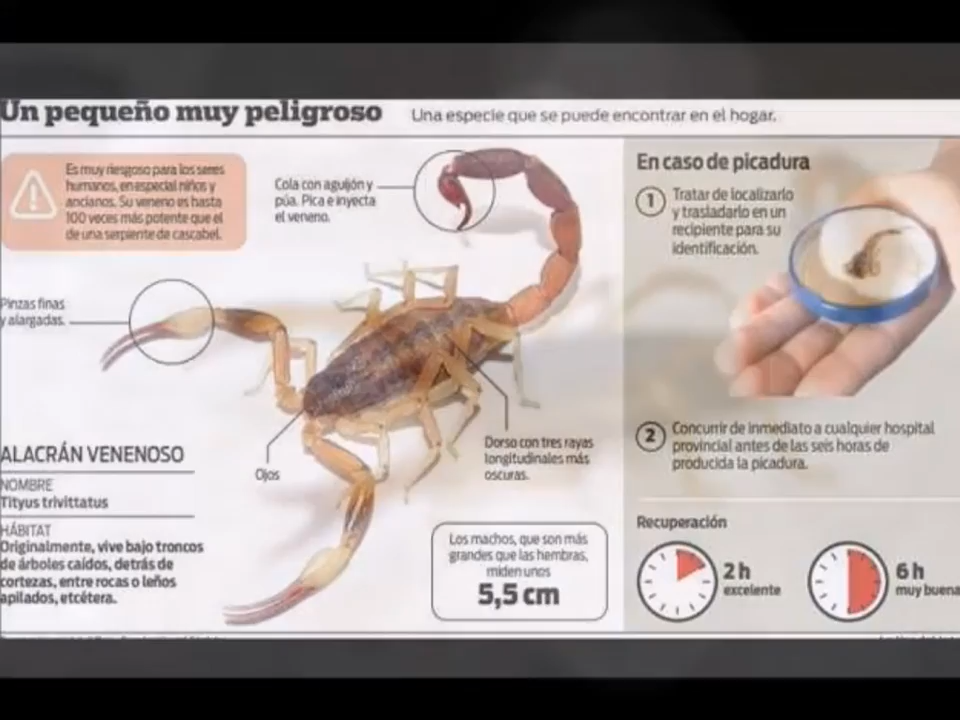 Un pequeño muy peligroso
Una especie que se puede encontrar en el hogar.
Es muy riesgoso para los seres
humanos, en especial niños y
ancianos. Su veneno es hasta
100 veces más potente que el
de una serpiente de cascabel.
Cola con aguijón y
púa. Pica e inyecta
el veneno.
Pinzas finas
y alargadas.
Ojos
Dorso con tres rayas
longitudinales más
oscuras.
ALACRÁN VENENOSO
NOMBRE
Tityus trivittatus
HÁBITAT
Originalmente, vive bajo troncos
de árboles caídos, detrás de
cortezas, entre rocas o leños
apilados, etcétera.
Los machos, que son más
grandes que las hembras,
miden unos
5,5 cm
En caso de picadura
1
Tratar de localizarlo
y trasladarlo en un
recipiente para su
identificación.
2
Concurrir de inmediato a cualquier hospital
provincial antes de las seis horas de
producida la picadura.
Recuperación
2 h
excelente
6 h
muy buena